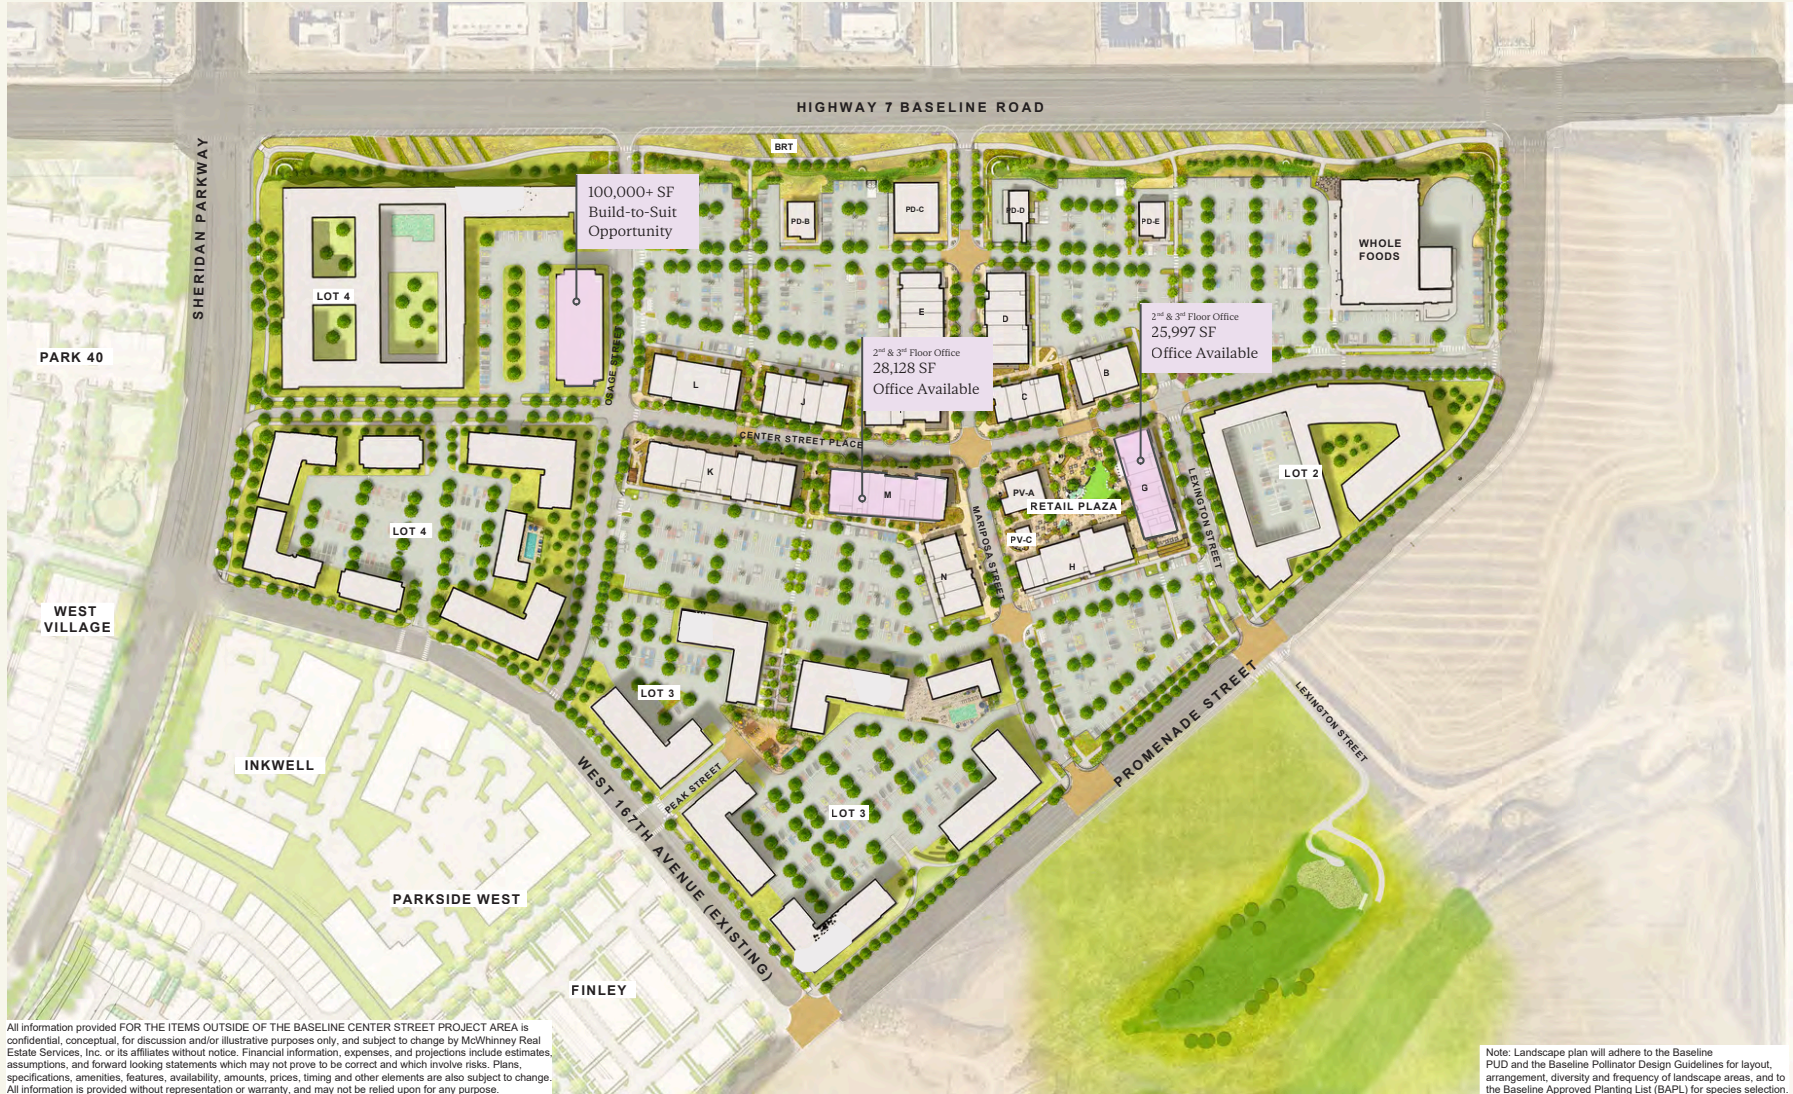 HIGHWAY 7 BASELINE ROAD
SHERIDAN PARKWAY
BRT
100,000+ SF
Build-to-Suit
Opportunity
PD-B
PD-C
PD-D
PD-E
WHOLE
FOODS
LOT 4
OSAGE STREET
E
D
2nd & 3rd Floor Office
25,997 SF
Office Available
2nd & 3rd Floor Office
28,128 SF
Office Available
PARK 40
L
J
C
B
CENTER STREET PLACE
K
M
PV-A
RETAIL PLAZA
G
PV-C
LEXINGTON STREET
LOT 2
LOT 4
MARIPOSA STREET
N
H
WEST
VILLAGE
LOT 3
PROMENADE STREET
LEXINGTON STREET
INKWELL
PEAK STREET
LOT 3
WEST 167TH AVENUE (EXISTING)
PARKSIDE WEST
FINLEY
All information provided FOR THE ITEMS OUTSIDE OF THE BASELINE CENTER STREET PROJECT AREA is
confidential, conceptual, for discussion and/or illustrative purposes only, and subject to change by McWhinney Real
Estate Services, Inc. or its affiliates without notice. Financial information, expenses, and projections include estimates,
assumptions, and forward looking statements which may not prove to be correct and which involve risks. Plans,
specifications, amenities, features, availability, amounts, prices, timing and other elements are also subject to change.
All information is provided without representation or warranty, and may not be relied upon for any purpose.
Note: Landscape plan will adhere to the Baseline
PUD and the Baseline Pollinator Design Guidelines for layout,
arrangement, diversity and frequency of landscape areas, and to
the Baseline Approved Planting List (BAPL) for species selection.